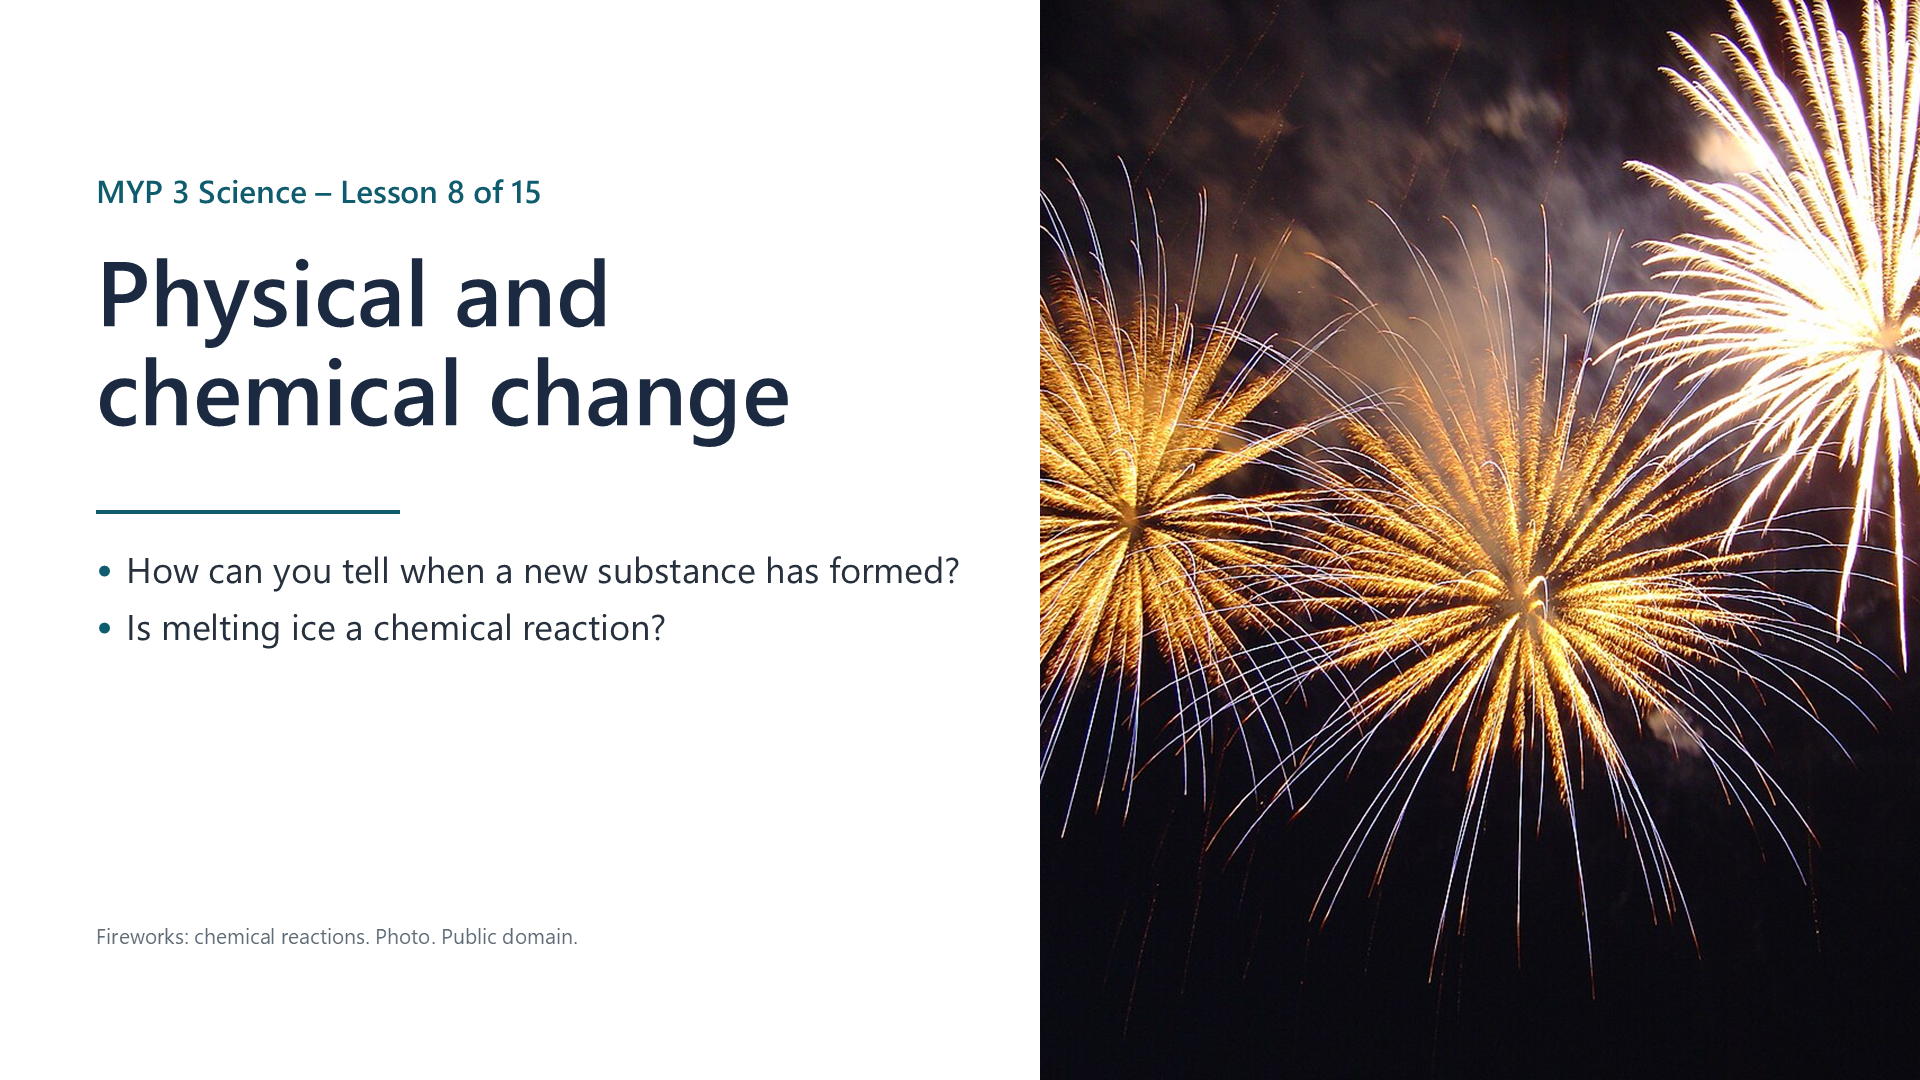 MYP 3 Science – Lesson 8 of 15
Physical and
chemical change
• How can you tell when a new substance has formed?
• Is melting ice a chemical reaction?
Fireworks: chemical reactions. Photo. Public domain.